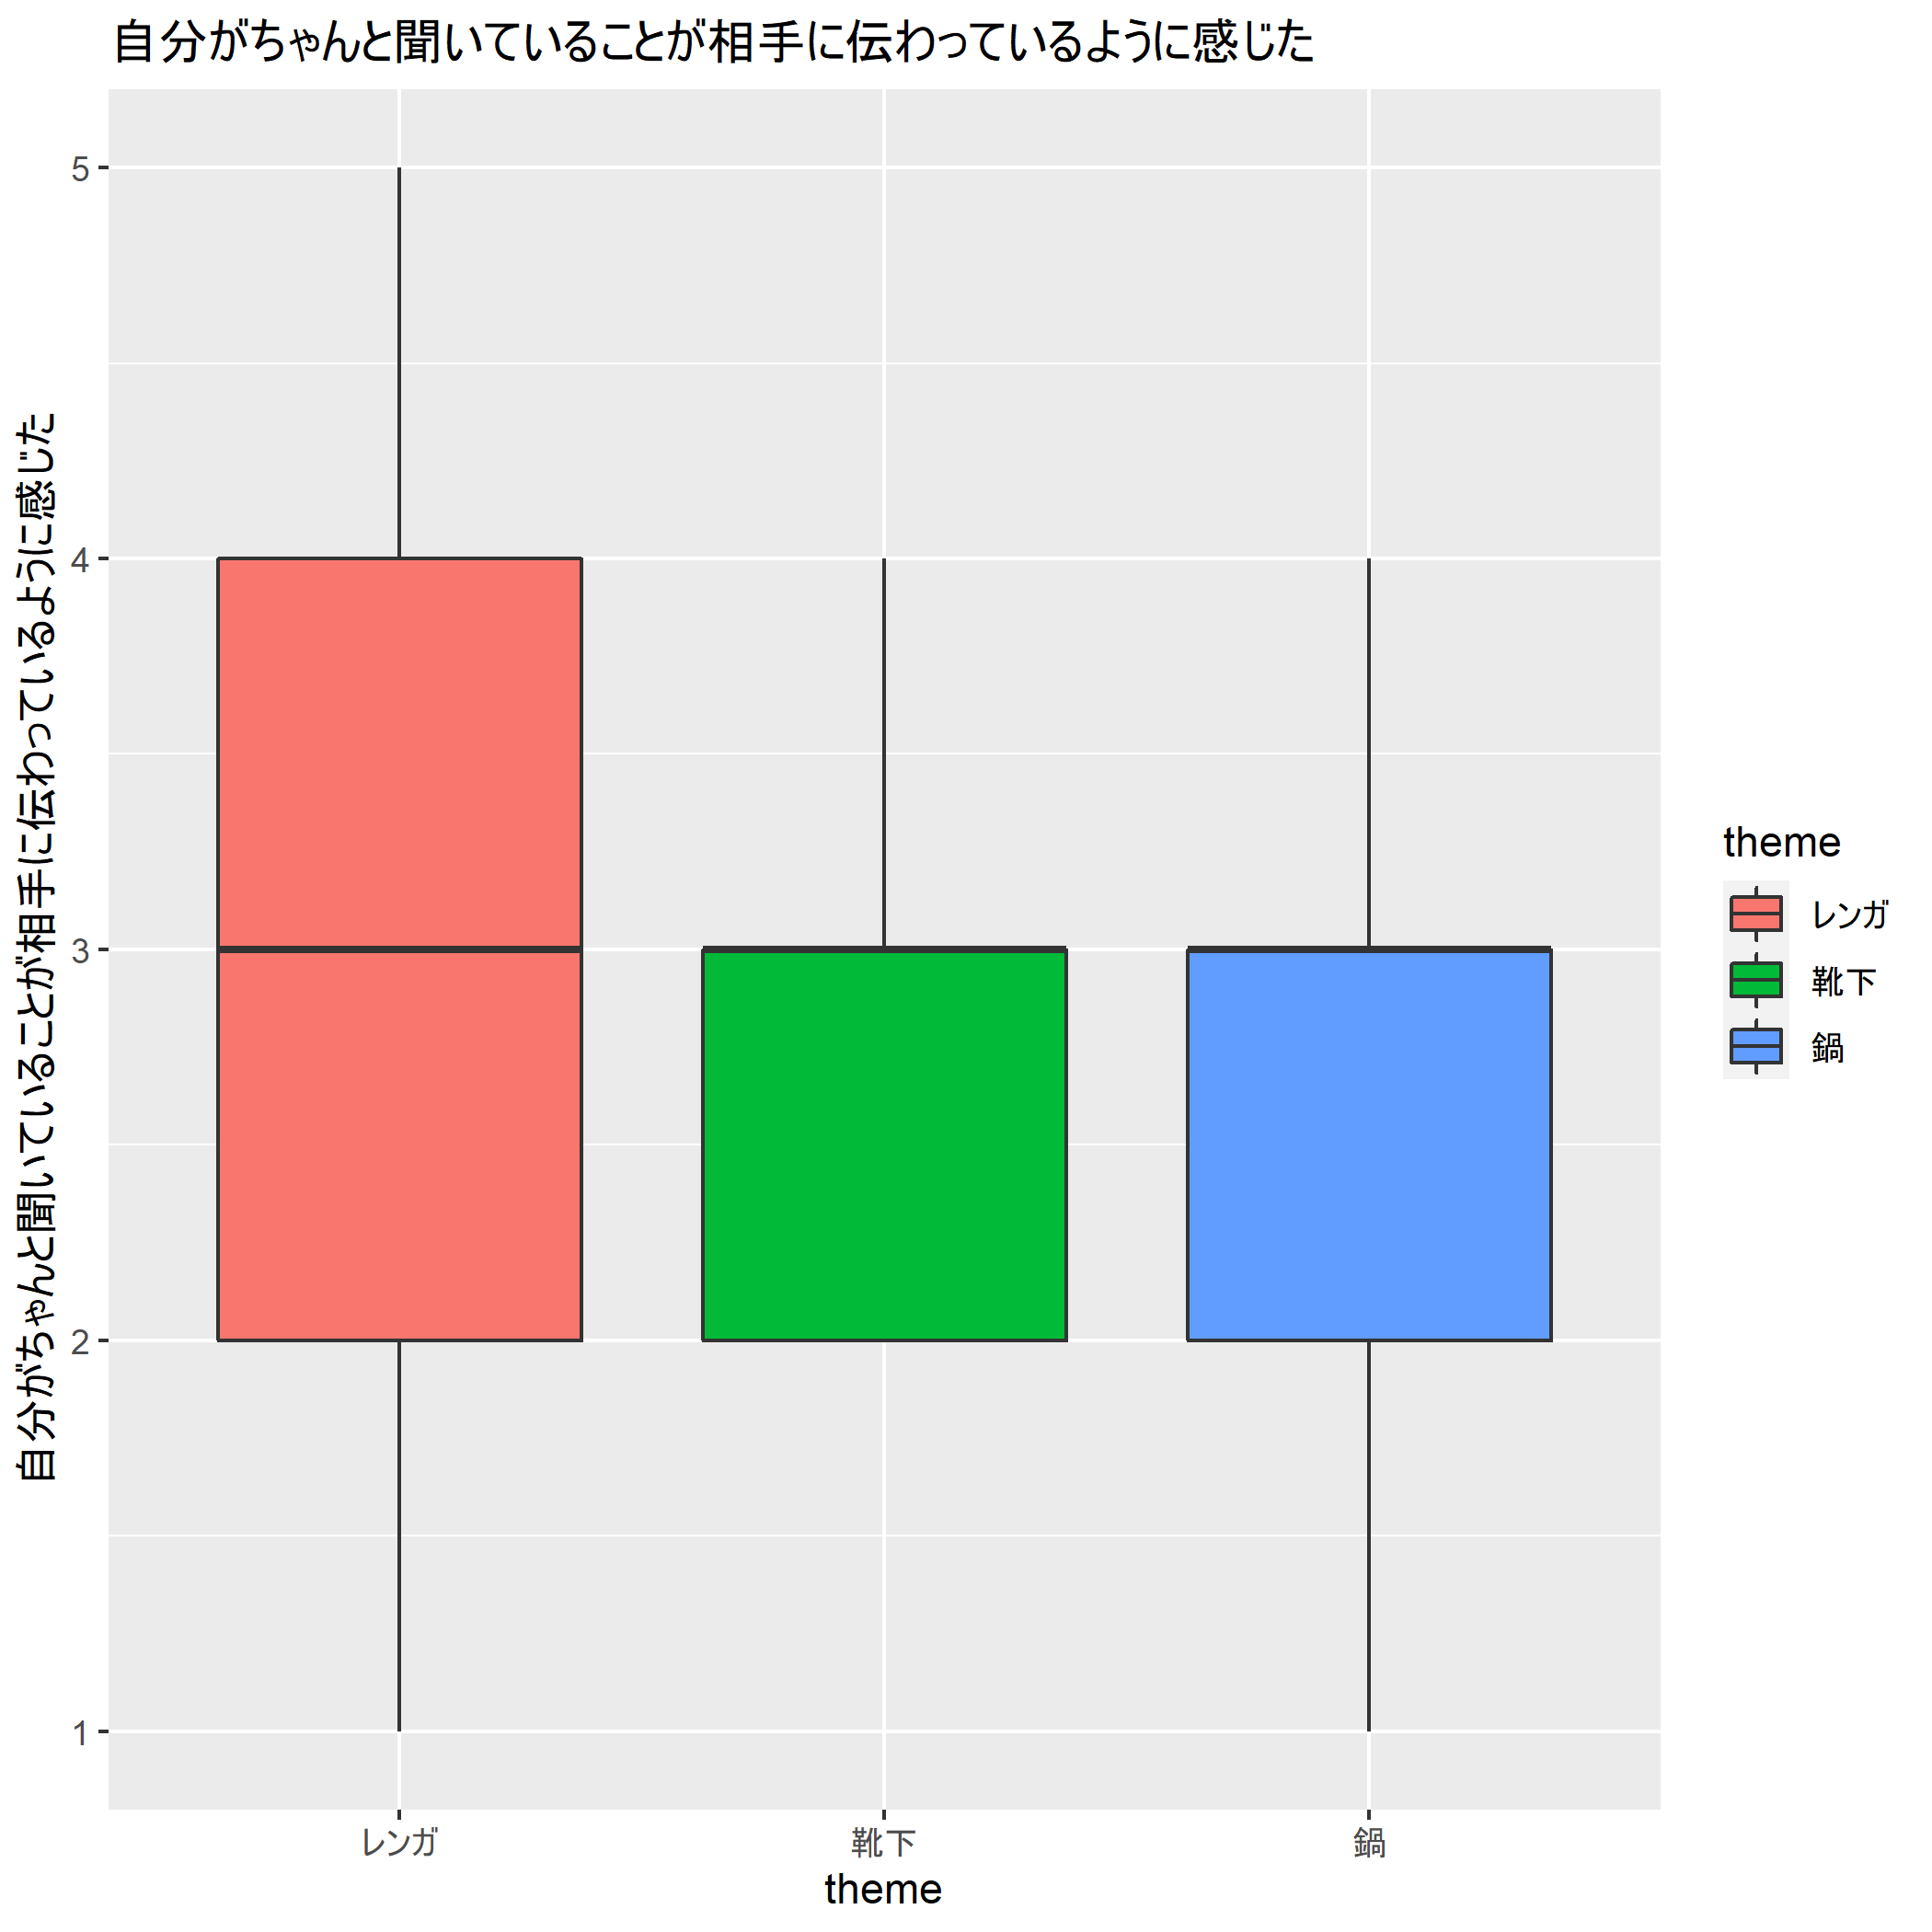 自分がちゃんと聞いていることが相手に伝わっているように感じた
自分がちゃんと聞いていることが相手に伝わっているように感じた
5
4
3
2
1
レンガ
靴下
鍋
theme
theme
レンガ
靴下
鍋